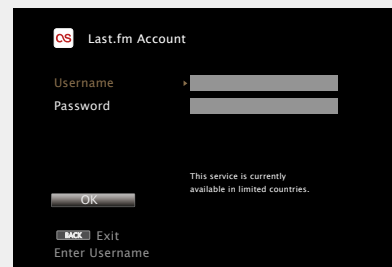 Last.fm Account
Username
Password
This service is currently
available in limited countries.
OK
BACK Exit
Enter Username